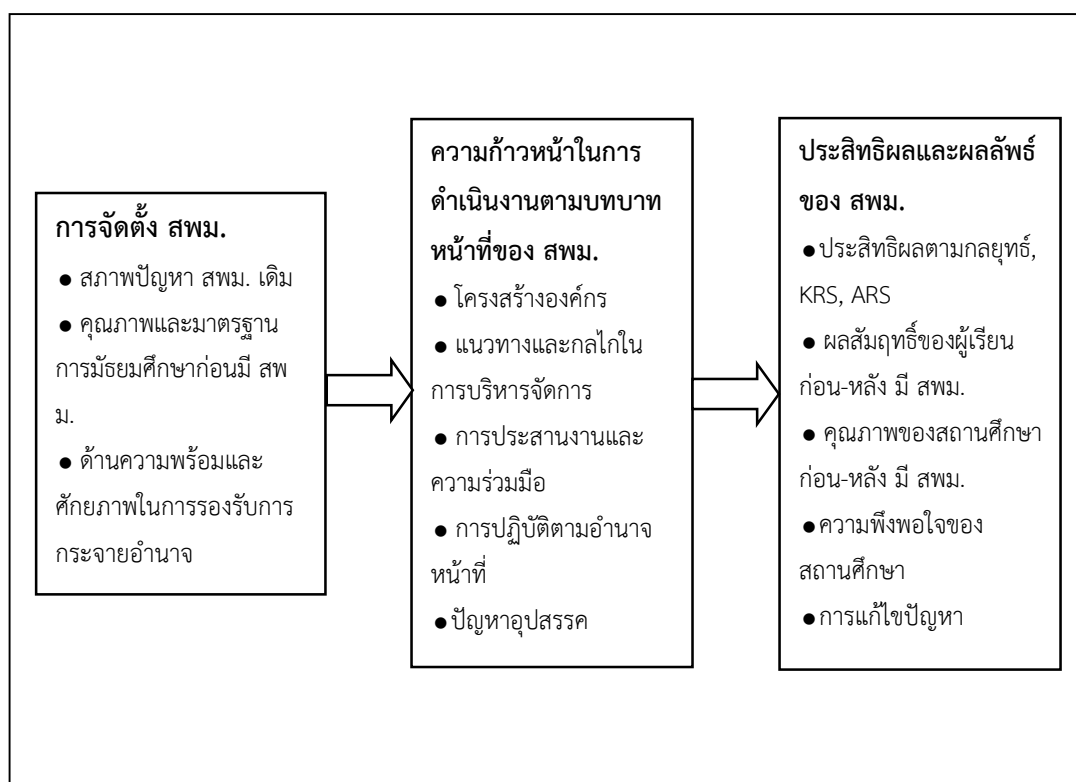 การจัดตั้ง สพม.
● สภาพปัญหา สพม. เดิม
● คุณภาพและมาตรฐาน
การมัธยมศึกษาก่อนมี สพ
ม.
● ด้านความพร้อมและ
ศักยภาพในการรองรับการ
กระจายอำนาจ
ความก้าวหน้าในการ
ดำเนินงานตามบทบาท
หน้าที่ของ สพม.
● โครงสร้างองค์กร
● แนวทางและกลไกใน
การบริหารจัดการ
● การประสานงานและ
ความร่วมมือ
● การปฏิบัติตามอำนาจ
หน้าที่
●ปัญหาอุปสรรค
ประสิทธิผลและผลลัพธ์
ของ สพม.
●ประสิทธิผลตามกลยุทธ์,
KRS, ARS
● ผลสัมฤทธิ์ของผู้เรียน
ก่อน-หลัง มี สพม.
● คุณภาพของสถานศึกษา
ก่อน-หลัง มี สพม.
●ความพึงพอใจของ
สถานศึกษา
●การแก้ไขปัญหา